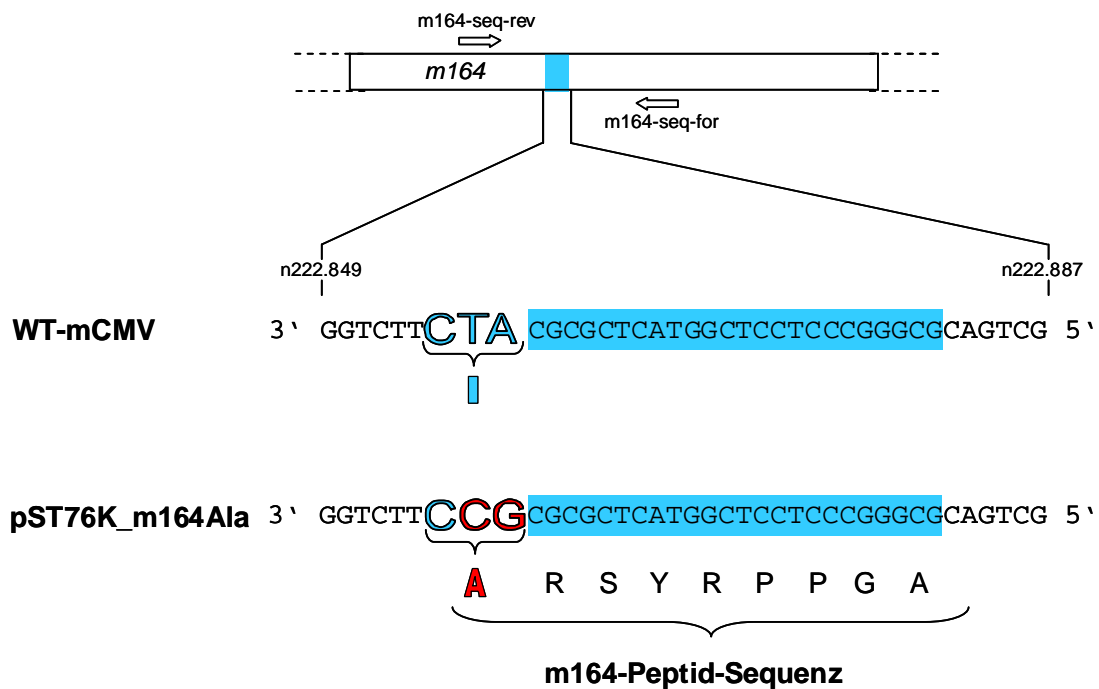 m164-seq-rev
m164
m164-seq-for
n222.849 n222.887
WT-mCMV 3‘ GGTCTTCTACGCGCTCATGGCTCCTCCCGGGCGCAGTCG 5‘
I
pST76K_m164Ala 3‘ GGTCTTCCGCGCGCTCATGGCTCCTCCCGGGCGCAGTCG 5‘
A R S Y R P P G A
m164-Peptid-Sequenz